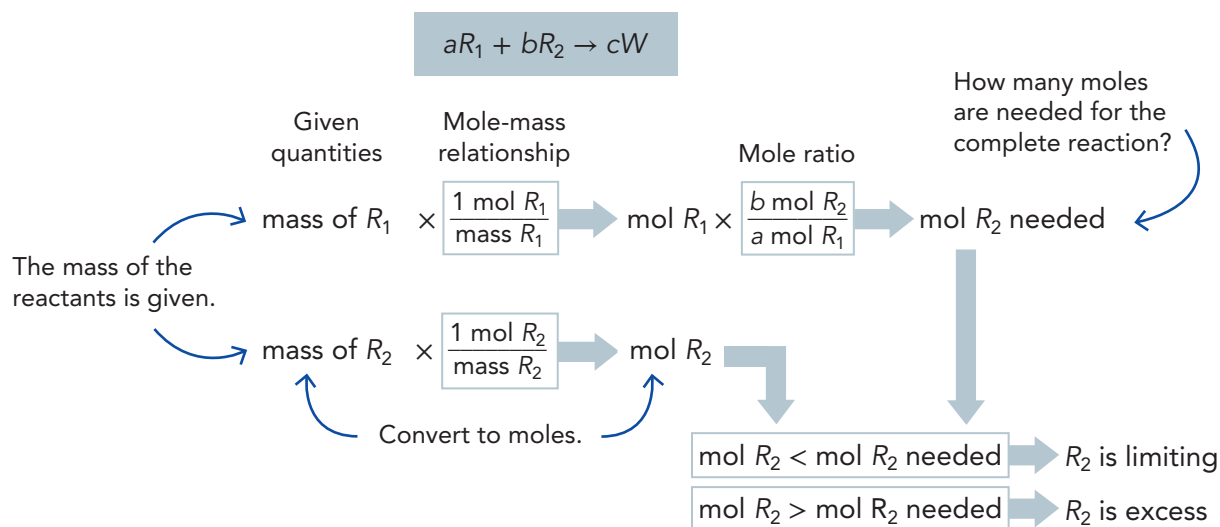 aR₁ + bR₂ → cW
How many moles
are needed for the
complete reaction?
Given
quantities
Mole-mass
relationship
Mole ratio
mass of R₁ × 1 mol R₁ / mass R₁ mol R₁ × b mol R₂ / a mol R₁ mol R₂ needed
The mass of the
reactants is given.
mass of R₂ × 1 mol R₂ / mass R₂ mol R₂
Convert to moles.
mol R₂ < mol R₂ needed R₂ is limiting
mol R₂ > mol R₂ needed R₂ is excess